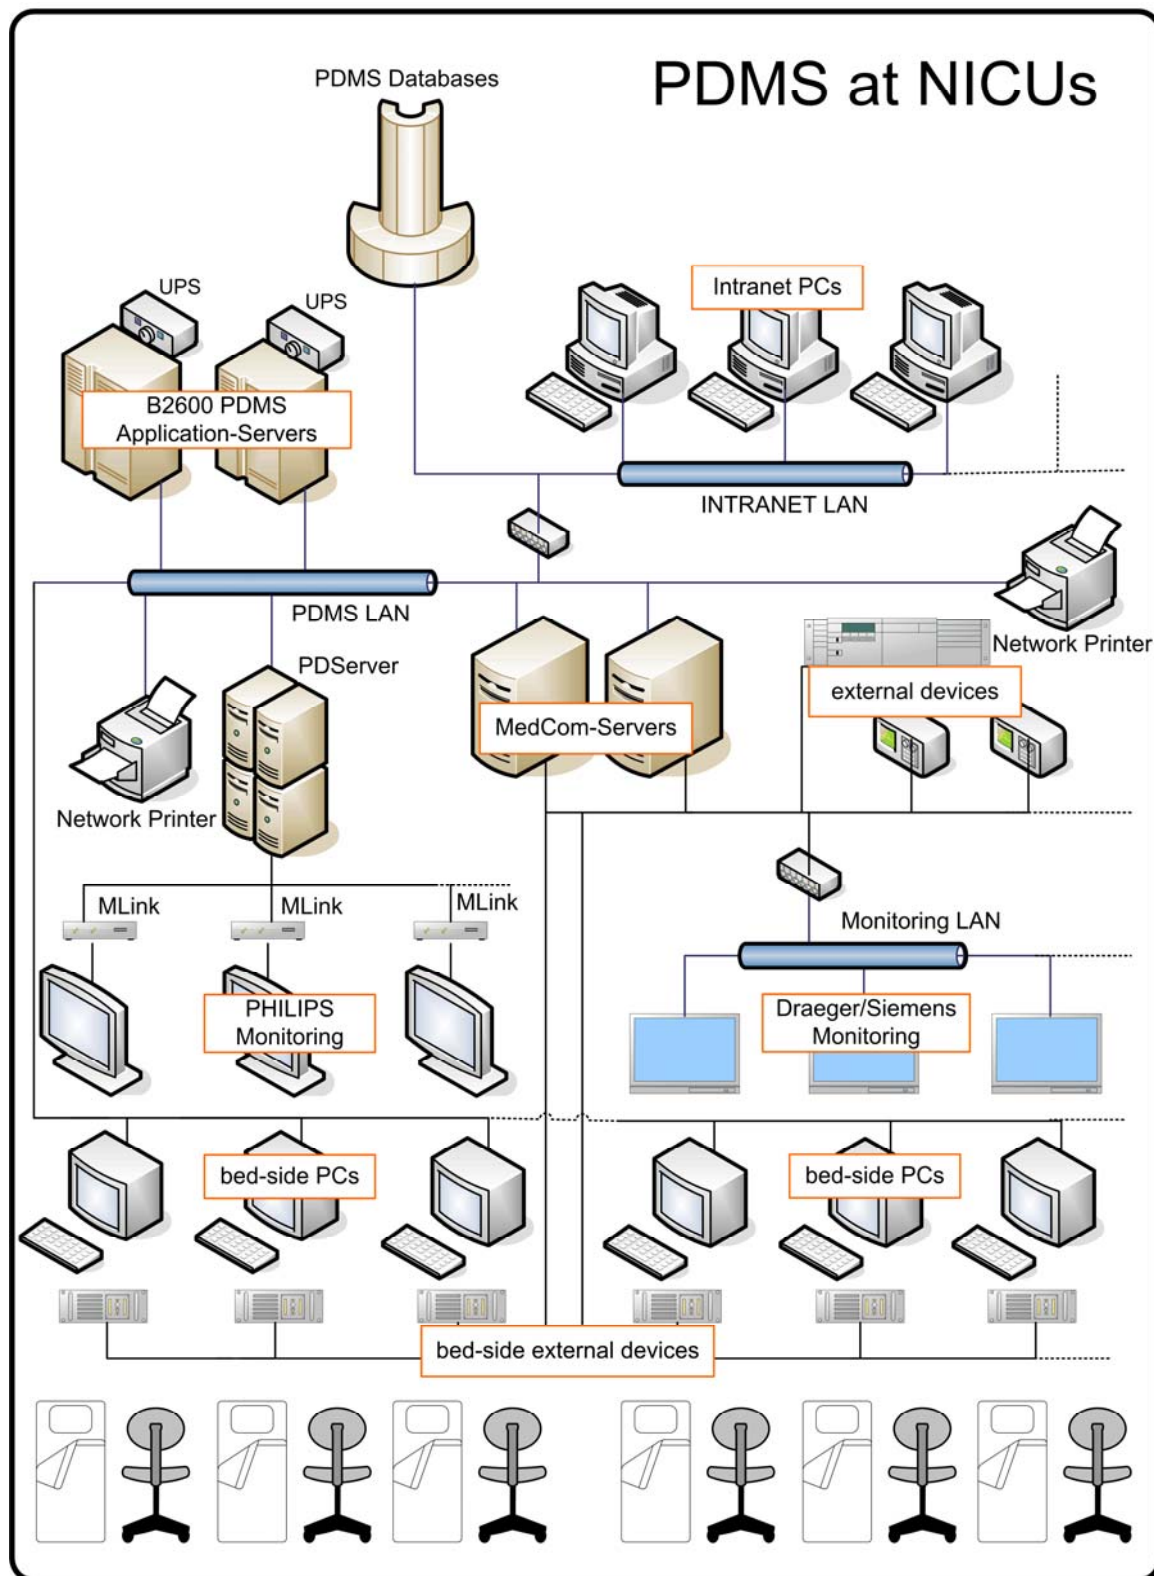 PDMS at NICUs
PDMS Databases
UPS
UPS
Intranet PCs
B2600 PDMS
Application-Servers
INTRANET LAN
PDMS LAN
Network Printer
PDServer
external devices
MedCom-Servers
Network Printer
MLink
MLink
MLink
Monitoring LAN
PHILIPS
Monitoring
Draeger/Siemens
Monitoring
bed-side PCs
bed-side PCs
bed-side external devices